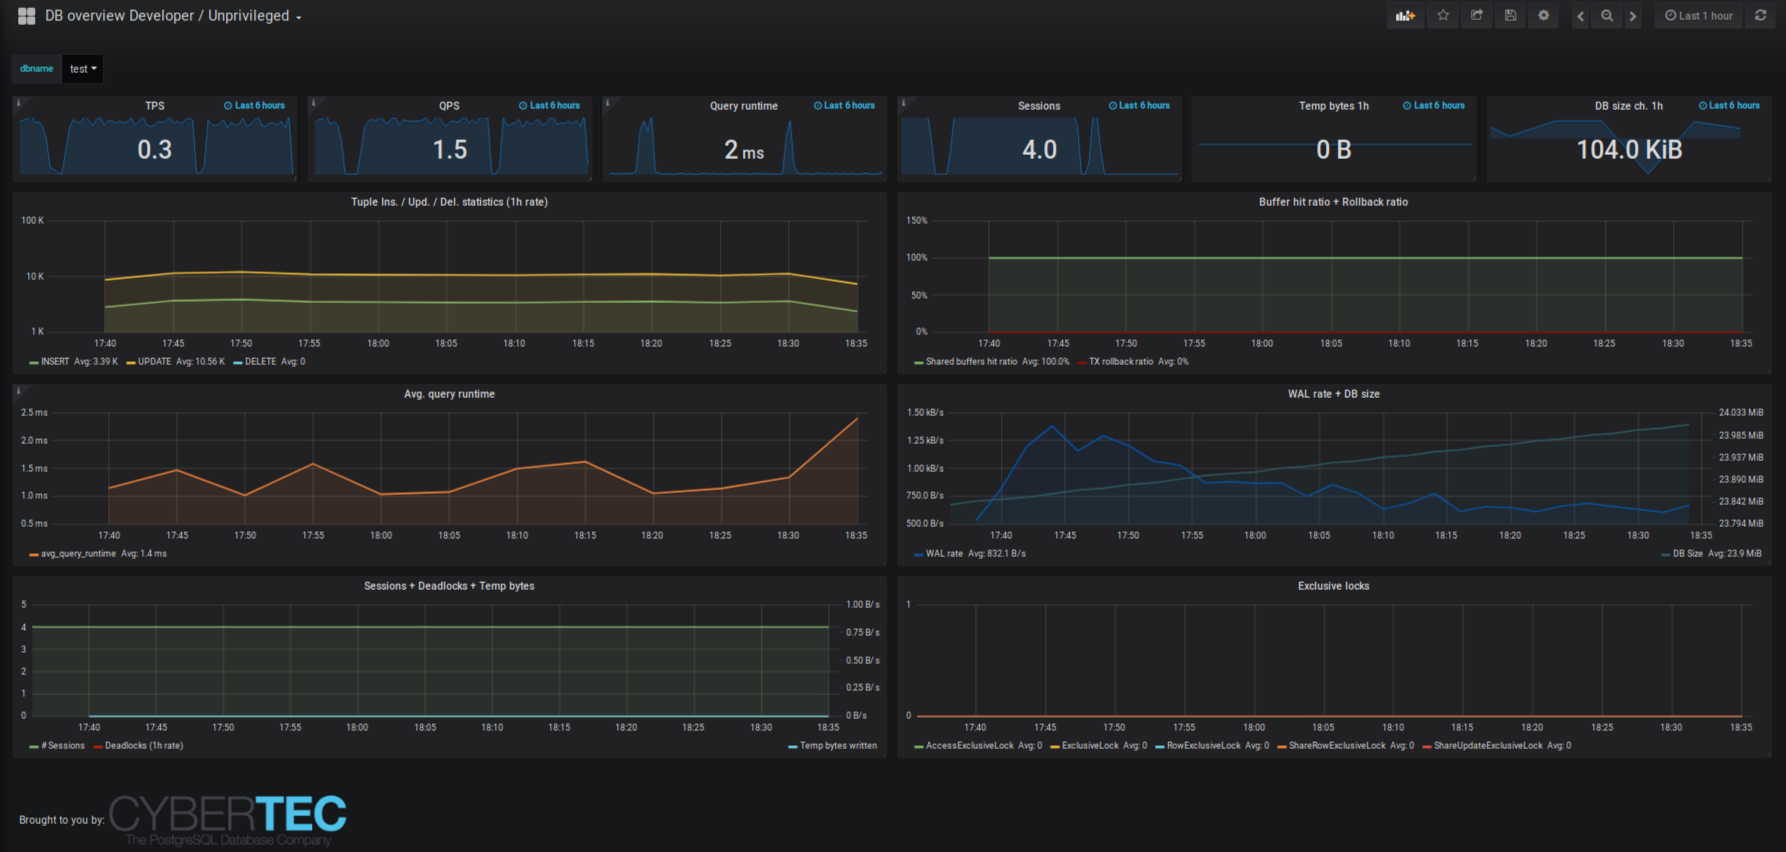 DB overview Developer / Unprivileged
Last 1 hour
dbname test
i TPS Last 6 hours
0.3
i QPS Last 6 hours
1.5
i Query runtime Last 6 hours
2 ms
i Sessions Last 6 hours
4.0
Temp bytes 1h Last 6 hours
0 B
DB size ch. 1h Last 6 hours
104.0 KiB
Tuple Ins. / Upd. / Del. statistics (1h rate)
100 K
10 K
1 K
17:40 17:45 17:50 17:55 18:00 18:05 18:10 18:15 18:20 18:25 18:30 18:35
INSERT Avg: 3.39 K UPDATE Avg: 10.56 K DELETE Avg: 0
Buffer hit ratio + Rollback ratio
150%
100%
50%
0%
17:40 17:45 17:50 17:55 18:00 18:05 18:10 18:15 18:20 18:25 18:30 18:35
Shared buffers hit ratio Avg: 100.0% TX rollback ratio Avg: 0%
i Avg. query runtime
2.5 ms
2.0 ms
1.5 ms
1.0 ms
0.5 ms
17:40 17:45 17:50 17:55 18:00 18:05 18:10 18:15 18:20 18:25 18:30 18:35
avg_query_runtime Avg: 1.4 ms
WAL rate + DB size
1.50 kB/s 24.033 MiB
1.25 kB/s 23.985 MiB
23.937 MiB
1.00 kB/s
23.890 MiB
750.0 B/s 23.842 MiB
500.0 B/s 23.794 MiB
17:40 17:45 17:50 17:55 18:00 18:05 18:10 18:15 18:20 18:25 18:30 18:35
WAL rate Avg: 832.1 B/s DB Size Avg: 23.9 MiB
Sessions + Deadlocks + Temp bytes
5 1.00 B/s
4 0.75 B/s
3
0.50 B/s
2
1 0.25 B/s
0 0 B/s
17:40 17:45 17:50 17:55 18:00 18:05 18:10 18:15 18:20 18:25 18:30 18:35
# Sessions Deadlocks (1h rate) Temp bytes written
Exclusive locks
1
0
17:40 17:45 17:50 17:55 18:00 18:05 18:10 18:15 18:20 18:25 18:30 18:35
AccessExclusiveLock Avg: 0 ExclusiveLock Avg: 0 RowExclusiveLock Avg: 0 ShareRowExclusiveLock Avg: 0 ShareUpdateExclusiveLock Avg: 0
Brought to you by: CYBERTEC
The PostgreSQL Database Company